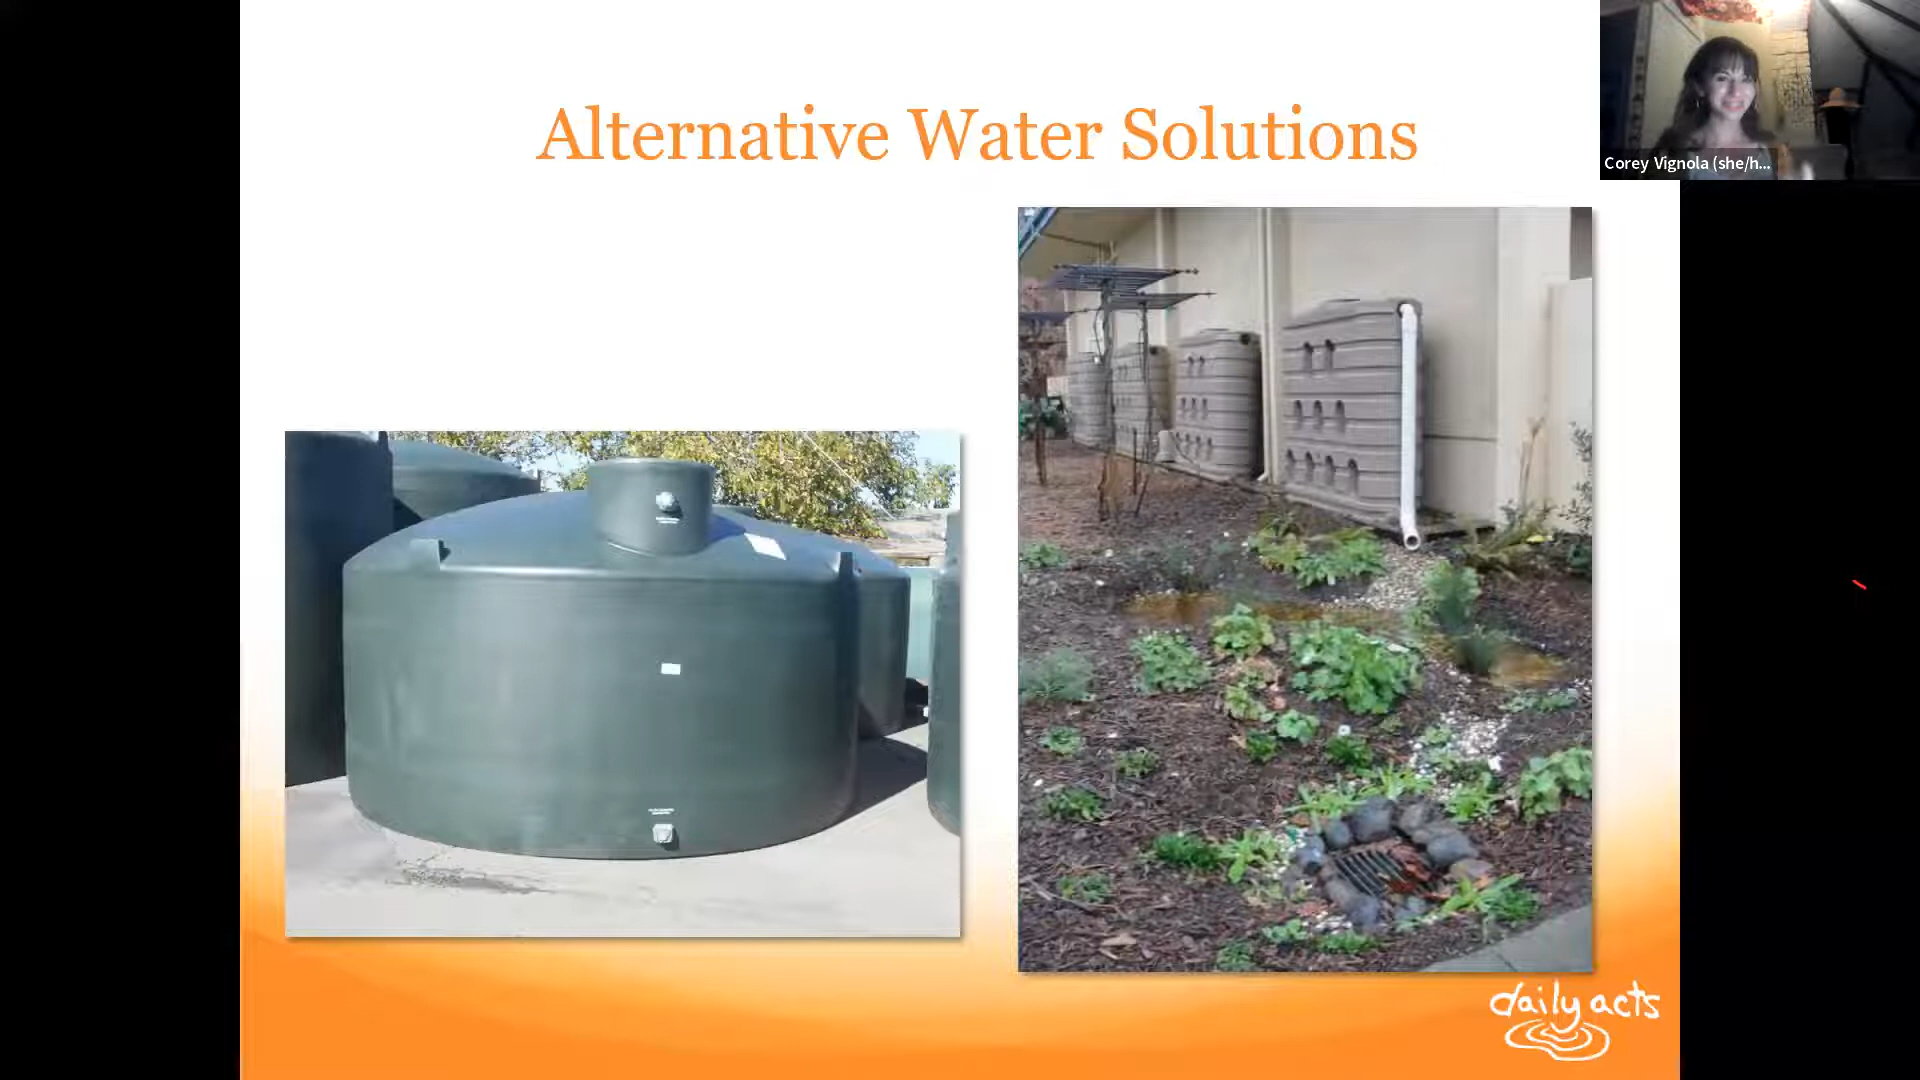 Alternative Water Solutions
Corey Vignola (she/h...
daily acts